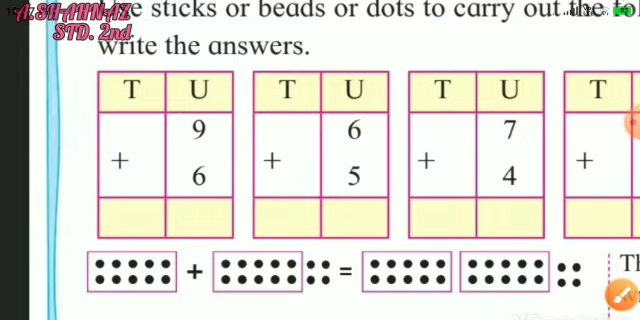 A.SHAHNAZ
STD. 2nd
sticks or beads or dots to carry out the
write the answers.
T U T U T U T
9 6 7
+ + + +
6 5 4
+ =